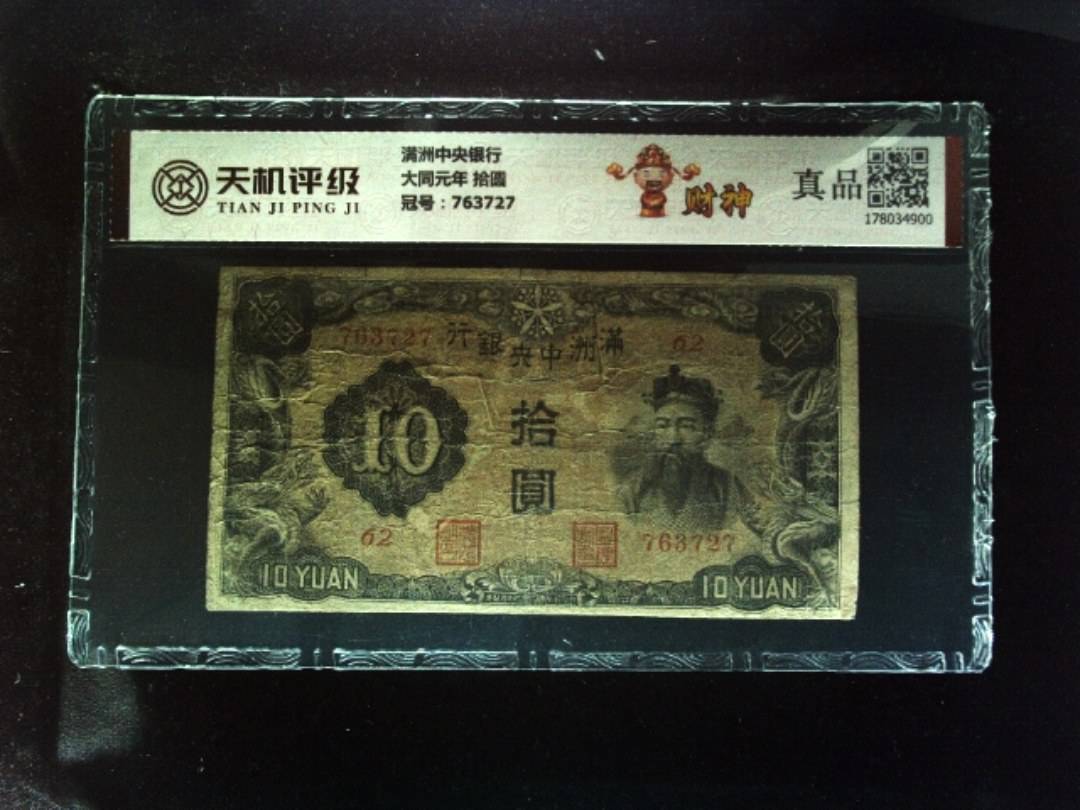 天机评级
TIAN JI PING JI
满洲中央银行
大同元年 拾圆
冠号：763727
财神
真品
178034900
拾圆
拾圆
763727
行銀央中洲滿
62
10
拾
圓
62
763727
10 YUAN
10 YUAN